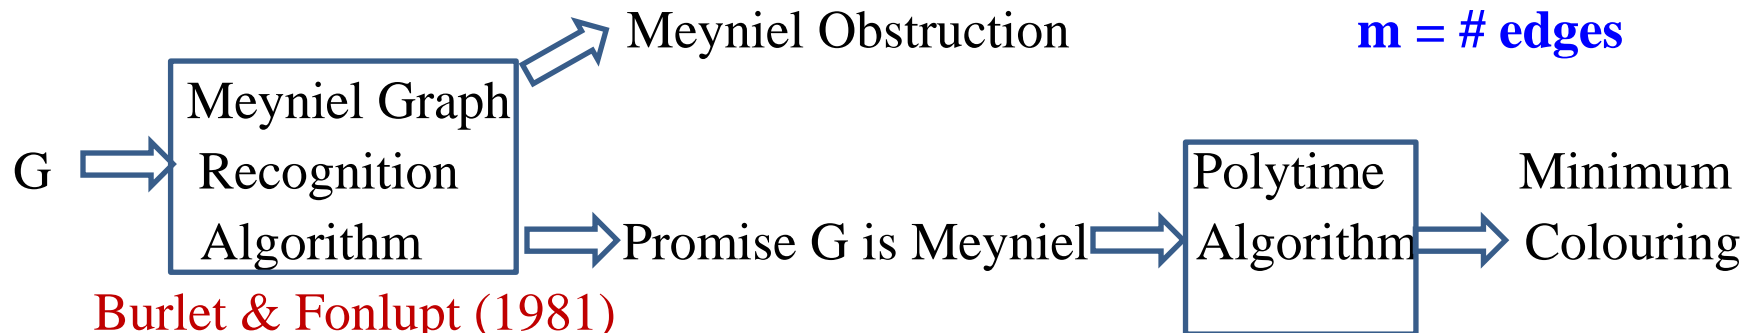 Meyniel Obstruction
m = # edges
Meyniel Graph
Recognition
Algorithm
G
Promise G is Meyniel
Polytime
Algorithm
Minimum
Colouring
Burlet & Fonlupt (1981)